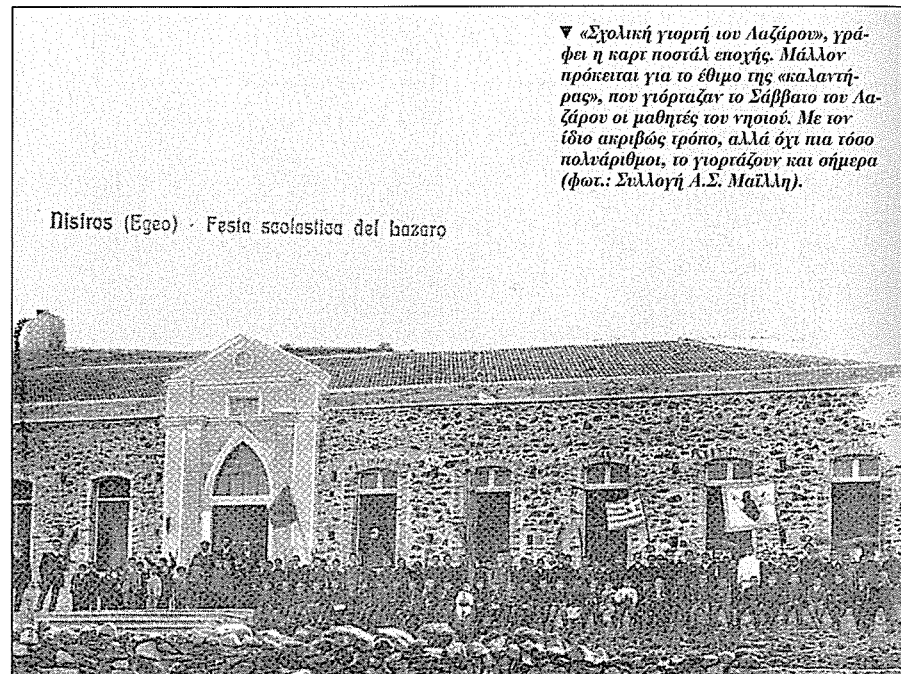 ▼ «Σχολική γιορτή ιου Λαζάρου», γρά-
φει η καρτ ποστάλ εποχής. Μάλλον
πρόκειται για το έθιμο της «καλαντή-
ρας», που γιόρταζαν το Σάββατο του Λα-
ζάρου οι μαθητές του νησιού. Με τον
ίδιο ακριβώς τρόπο, αλλά όχι πια τόσο
πολυάριθμοι, το γιορτάζουν και σήμερα
(φωτ.: Συλλογή Α.Σ. Μαΐλλη).
Nisiros (Egeo) - Festa scolastica del Lazaro